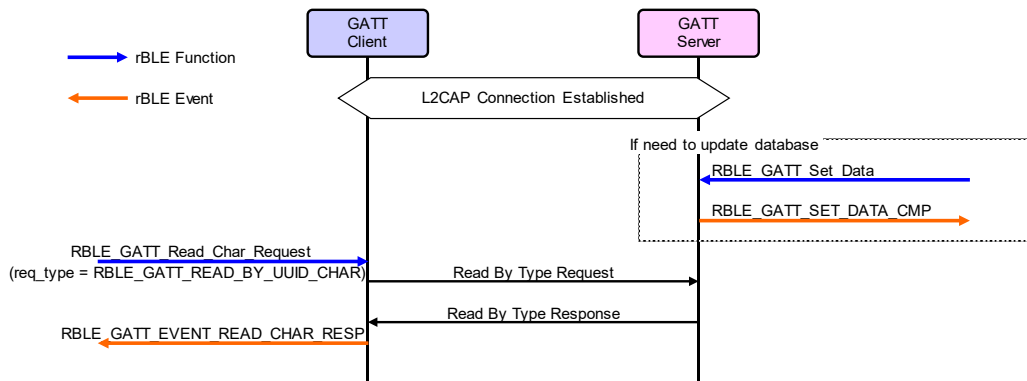 GATT
Client
GATT
Server
rBLE Function
rBLE Event
L2CAP Connection Established
If need to update database
RBLE_GATT_Set_Data
RBLE_GATT_SET_DATA_CMP
RBLE_GATT_Read_Char_Request
(req_type = RBLE_GATT_READ_BY_UUID_CHAR)
Read By Type Request
Read By Type Response
RBLE_GATT_EVENT_READ_CHAR_RESP